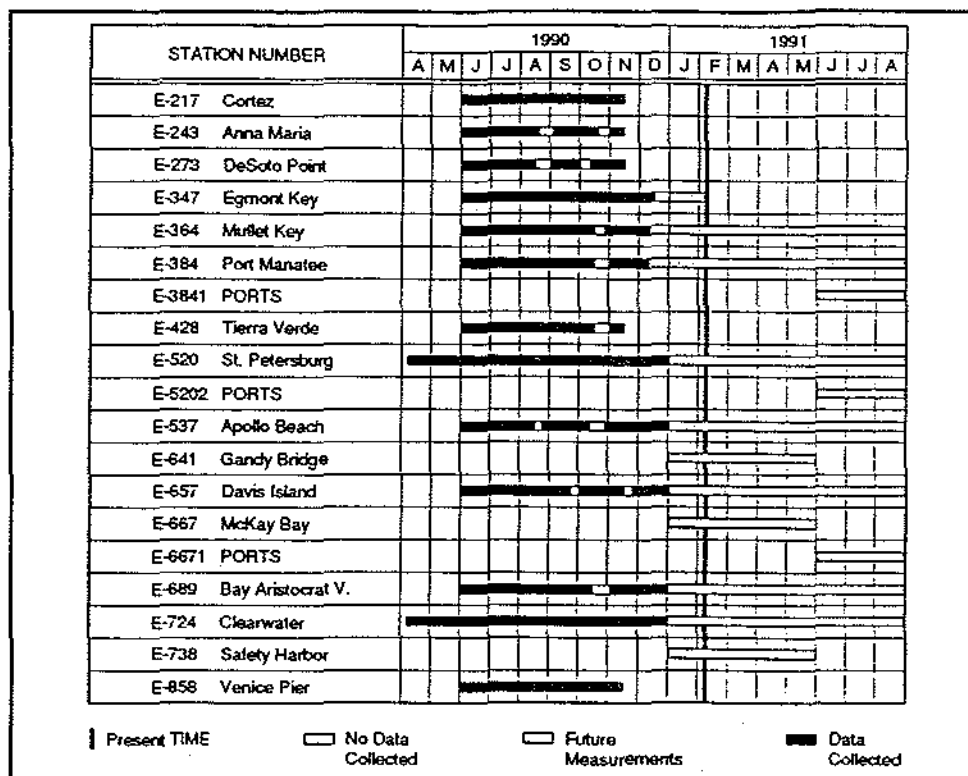 STATION NUMBER 1990 1991
A M J J A S O N D J F M A M J J A
E-217 Cortez
E-243 Anna Maria
E-273 DeSoto Point
E-347 Egmont Key
E-364 Mullet Key
E-384 Port Manatee
E-3841 PORTS
E-428 Tierra Verde
E-520 St. Petersburg
E-5202 PORTS
E-537 Apollo Beach
E-641 Gandy Bridge
E-657 Davis Island
E-667 McKay Bay
E-6671 PORTS
E-689 Bay Aristocrat V.
E-724 Clearwater
E-738 Safety Harbor
E-858 Venice Pier
Present TIME No Data Future Data
Collected Measurements Collected